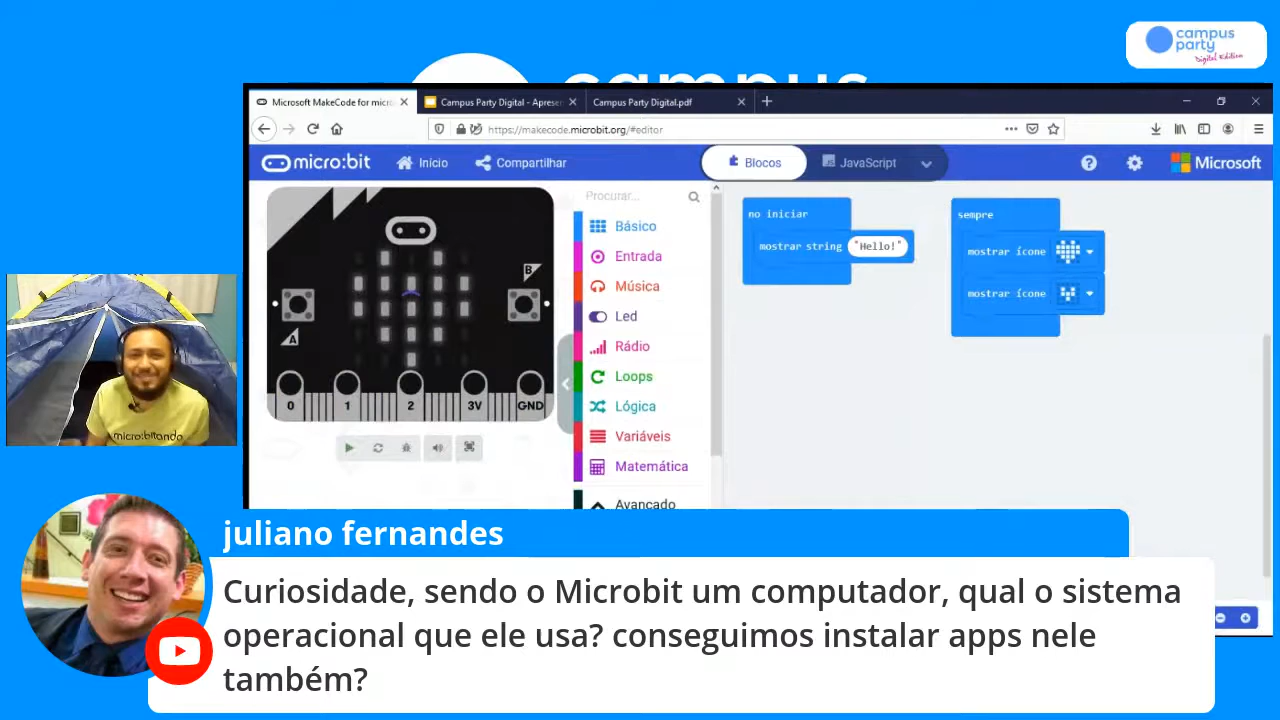 campus
party
Digital Edition
campus
Microsoft MakeCode for micro
Campus Party Digital - Apresen
Campus Party Digital.pdf
https://makecode.microbit.org/#editor
micro:bit
Início
Compartilhar
Blocos
JavaScript
Microsoft
Procurar...
Básico
Entrada
Música
Led
Rádio
Loops
Lógica
Variáveis
Matemática
Avançado
no iniciar
mostrar string "Hello!"
sempre
mostrar ícone
mostrar ícone
A
B
0 1 2 3V GND
micro:bitando
juliano fernandes
Curiosidade, sendo o Microbit um computador, qual o sistema
operacional que ele usa? conseguimos instalar apps nele
também?